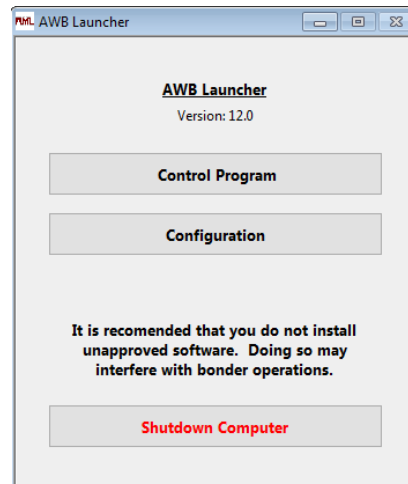 AWB Launcher
AWB Launcher
Version: 12.0
Control Program
Configuration
It is recomended that you do not install
unapproved software. Doing so may
interfere with bonder operations.
Shutdown Computer